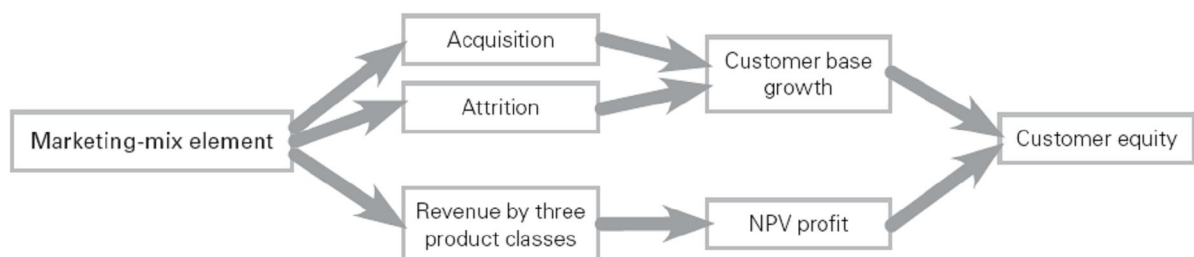 Marketing-mix element
Acquisition
Attrition
Revenue by three
product classes
Customer base
growth
NPV profit
Customer equity